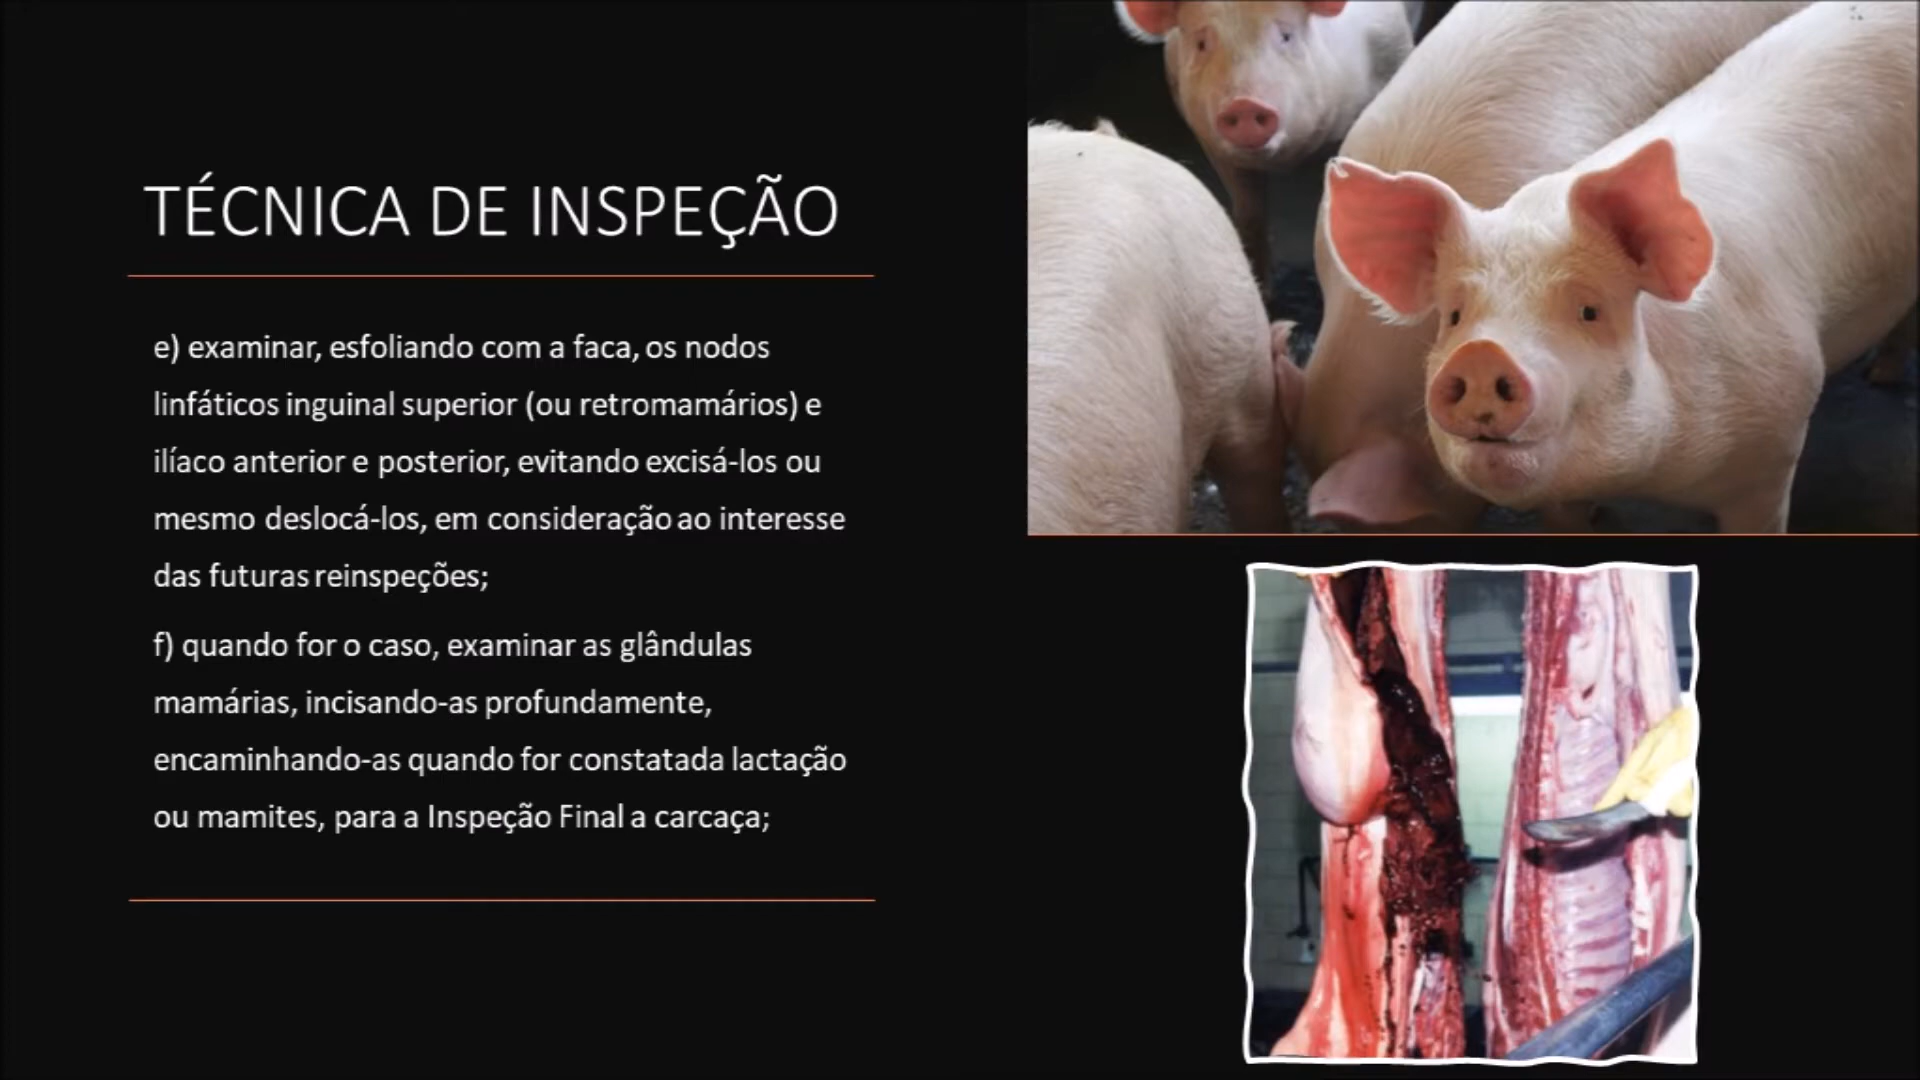 TÉCNICA DE INSPEÇÃO
e) examinar, esfoliando com a faca, os nodos
linfáticos inguinal superior (ou retromamários) e
ilíaco anterior e posterior, evitando excisá-los ou
mesmo deslocá-los, em consideração ao interesse
das futuras reinspeções;
f) quando for o caso, examinar as glândulas
mamárias, incisando-as profundamente,
encaminhando-as quando for constatada lactação
ou mamites, para a Inspeção Final a carcaça;